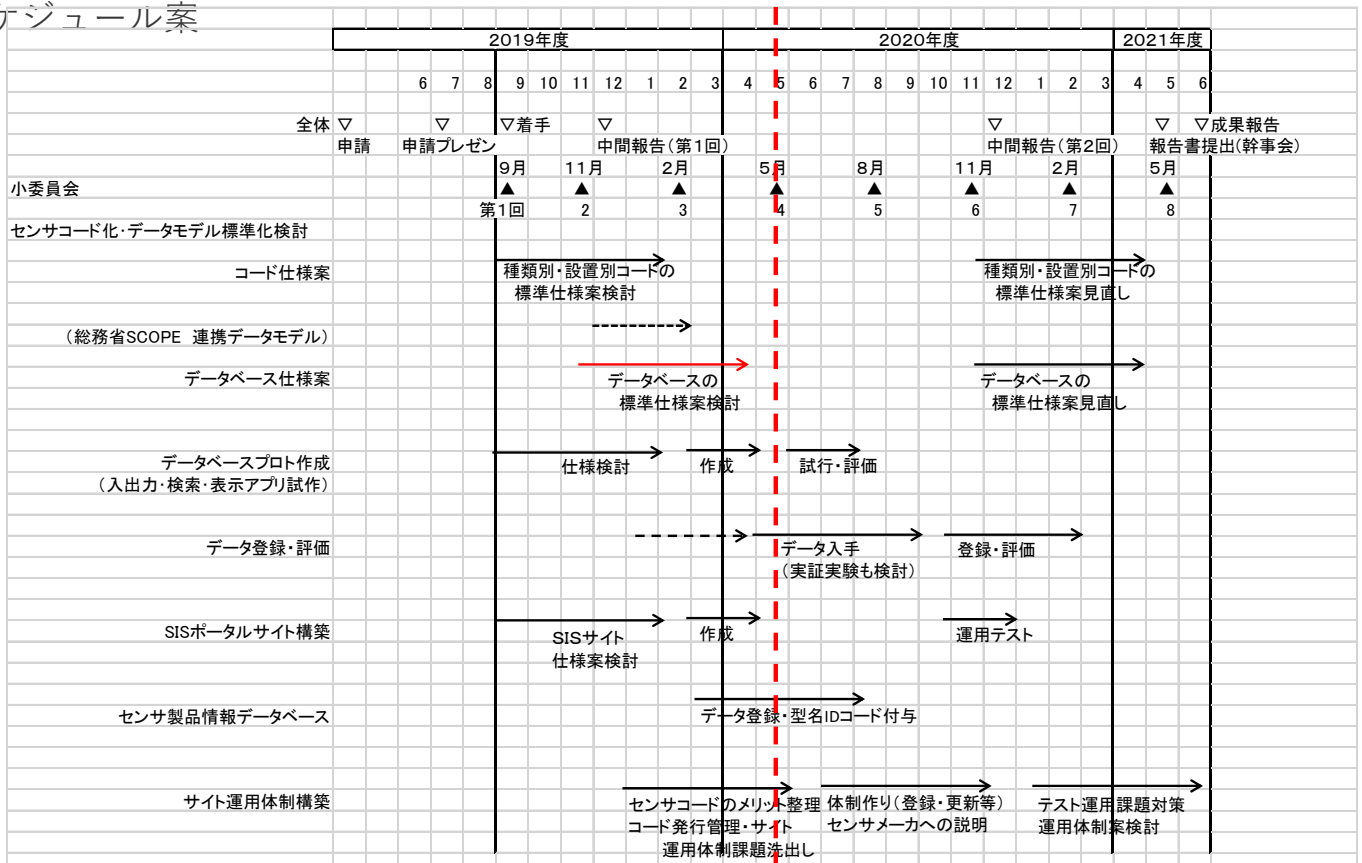 ケジュール案
2019年度 2020年度 2021年度
6 7 8 9 10 11 12 1 2 3 4 5 6 7 8 9 10 11 12 1 2 3 4 5 6
全体 ▽ ▽ ▽着手 ▽ ▽ ▽ ▽成果報告
申請 申請プレゼン 中間報告(第1回) 中間報告(第2回) 報告書提出(幹事会)
9月 11月 2月 5月 8月 11月 2月 5月
小委員会 ▲ ▲ ▲ ▲ ▲ ▲ ▲ ▲
第1回 2 3 4 5 6 7 8
センサコード化・データモデル標準化検討
コード仕様案 種類別・設置別コードの 種類別・設置別コードの
標準仕様案検討 標準仕様案見直し
(総務省SCOPE 連携データモデル)
データベース仕様案 データベースの データベースの
標準仕様案検討 標準仕様案見直し
データベースプロト作成 仕様検討 作成 試行・評価
(入出力・検索・表示アプリ試作)
データ登録・評価 データ入手 登録・評価
(実証実験も検討)
SISポータルサイト構築 SISサイト 作成 運用テスト
仕様案検討
センサ製品情報データベース データ登録・型名IDコード付与
サイト運用体制構築 センサコードのメリット整理 体制作り(登録・更新等) テスト運用課題対策
コード発行管理・サイト センサメーカへの説明 運用体制案検討
運用体制課題洗出し